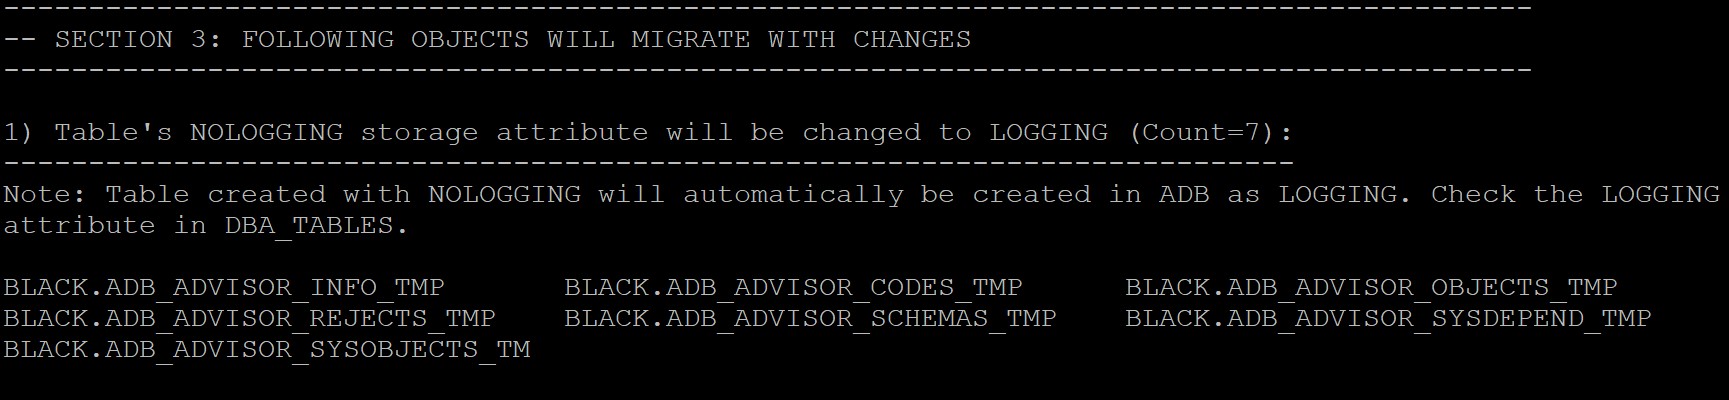 ------------------------------------------------------------------------------------------
-- SECTION 3: FOLLOWING OBJECTS WILL MIGRATE WITH CHANGES
------------------------------------------------------------------------------------------
1) Table's NOLOGGING storage attribute will be changed to LOGGING (Count=7):
----------------------------------------------------------------------------
Note: Table created with NOLOGGING will automatically be created in ADB as LOGGING. Check the LOGGING
attribute in DBA_TABLES.
BLACK.ADB_ADVISOR_INFO_TMP       BLACK.ADB_ADVISOR_CODES_TMP      BLACK.ADB_ADVISOR_OBJECTS_TMP
BLACK.ADB_ADVISOR_REJECTS_TMP    BLACK.ADB_ADVISOR_SCHEMAS_TMP    BLACK.ADB_ADVISOR_SYSDEPEND_TMP
BLACK.ADB_ADVISOR_SYSOBJECTS_TM